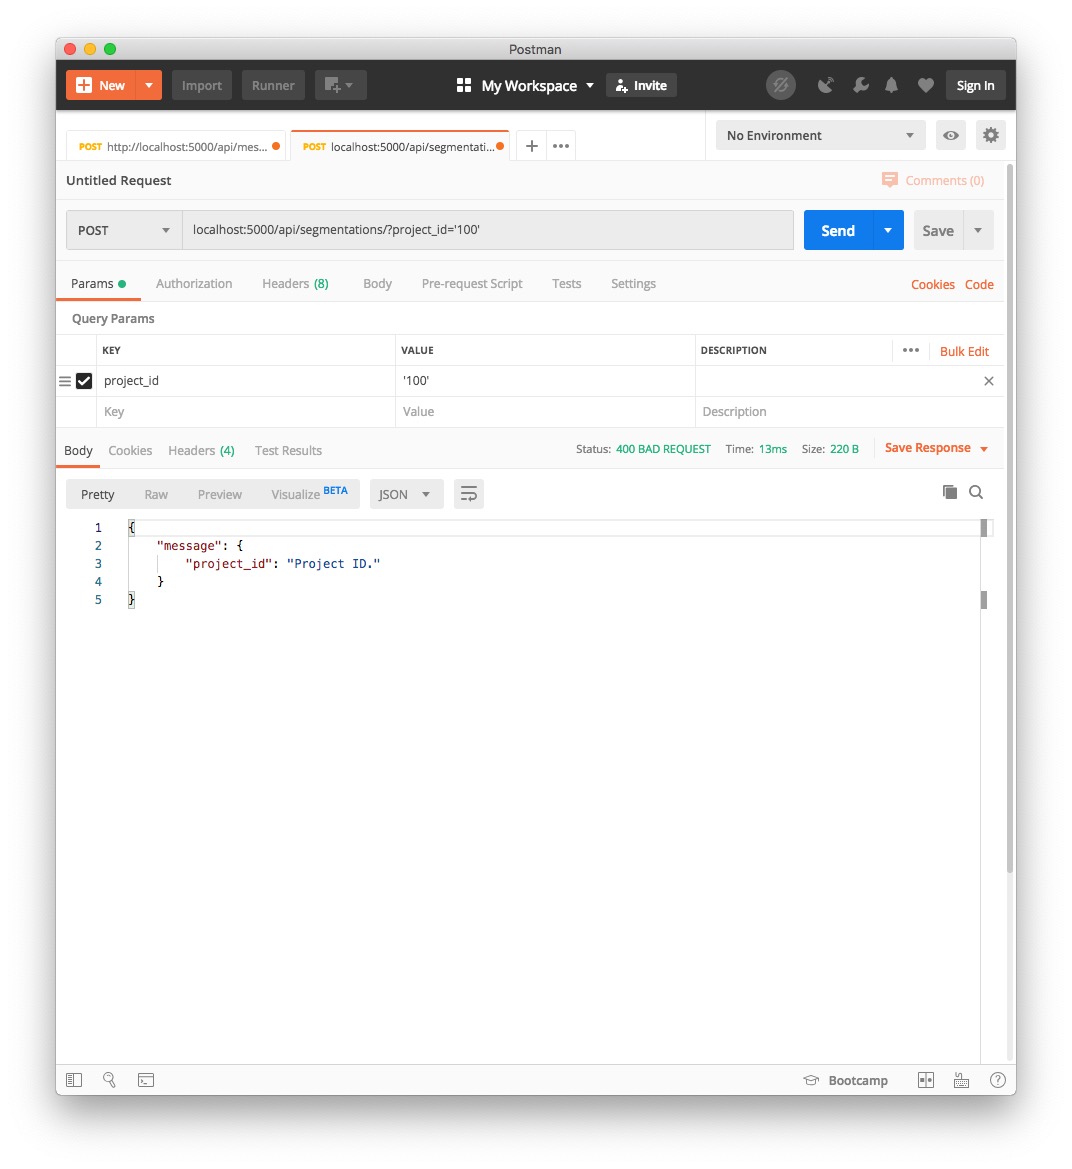 Postman
New Import Runner My Workspace Invite Sign In
POST http://localhost:5000/api/mes... POST localhost:5000/api/segmentati... No Environment
Untitled Request Comments (0)
POST localhost:5000/api/segmentations/?project_id='100' Send Save
Params Authorization Headers (8) Body Pre-request Script Tests Settings Cookies Code
Query Params
KEY VALUE DESCRIPTION Bulk Edit
project_id '100'
Key Value Description
Body Cookies Headers (4) Test Results Status: 400 BAD REQUEST Time: 13ms Size: 220 B Save Response
Pretty Raw Preview Visualize BETA JSON
1 {
2 "message": {
3 "project_id": "Project ID."
4 }
5 }
Bootcamp